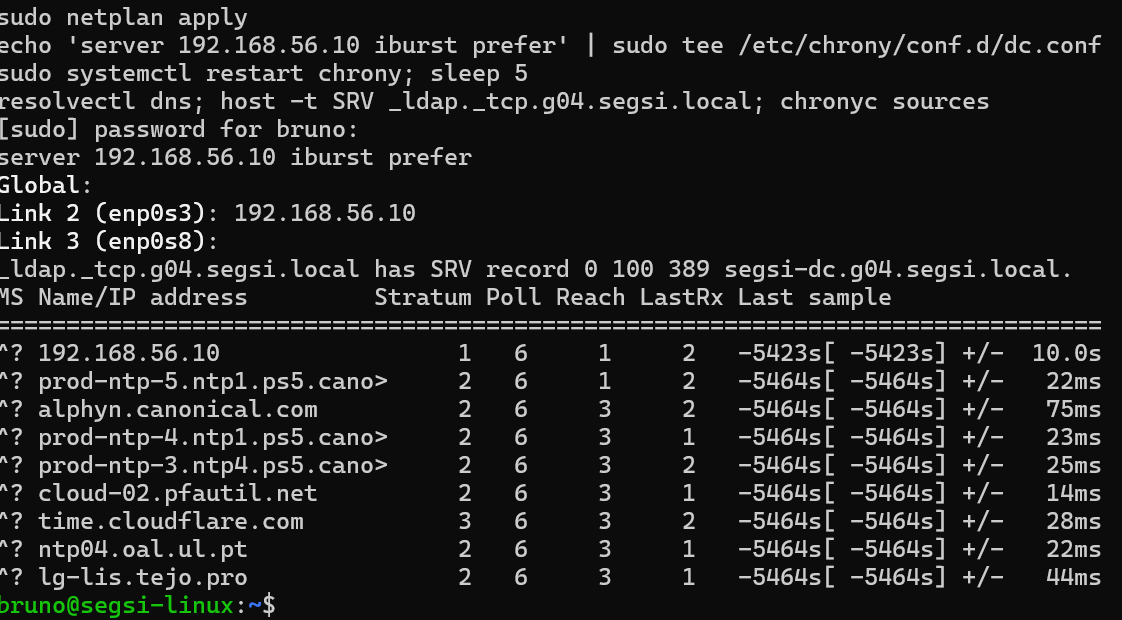 sudo netplan apply
echo 'server 192.168.56.10 iburst prefer' | sudo tee /etc/chrony/conf.d/dc.conf
sudo systemctl restart chrony; sleep 5
resolvectl dns; host -t SRV _ldap._tcp.g04.segsi.local; chronyc sources
[sudo] password for bruno:
server 192.168.56.10 iburst prefer
Global:
Link 2 (enp0s3): 192.168.56.10
Link 3 (enp0s8):
_ldap._tcp.g04.segsi.local has SRV record 0 100 389 segsi-dc.g04.segsi.local.
MS Name/IP address         Stratum Poll Reach LastRx Last sample
===============================================================================
^? 192.168.56.10                 1   6     1     2   -5423s[ -5423s] +/-  10.0s
^? prod-ntp-5.ntp1.ps5.cano>     2   6     1     2   -5464s[ -5464s] +/-   22ms
^? alphyn.canonical.com          2   6     3     2   -5464s[ -5464s] +/-   75ms
^? prod-ntp-4.ntp1.ps5.cano>     2   6     3     1   -5464s[ -5464s] +/-   23ms
^? prod-ntp-3.ntp4.ps5.cano>     2   6     3     2   -5464s[ -5464s] +/-   25ms
^? cloud-02.pfautil.net          2   6     3     1   -5464s[ -5464s] +/-   14ms
^? time.cloudflare.com           3   6     3     2   -5464s[ -5464s] +/-   28ms
^? ntp04.oal.ul.pt               2   6     3     1   -5464s[ -5464s] +/-   22ms
^? lg-lis.tejo.pro               2   6     3     1   -5464s[ -5464s] +/-   44ms
bruno@segsi-linux:~$